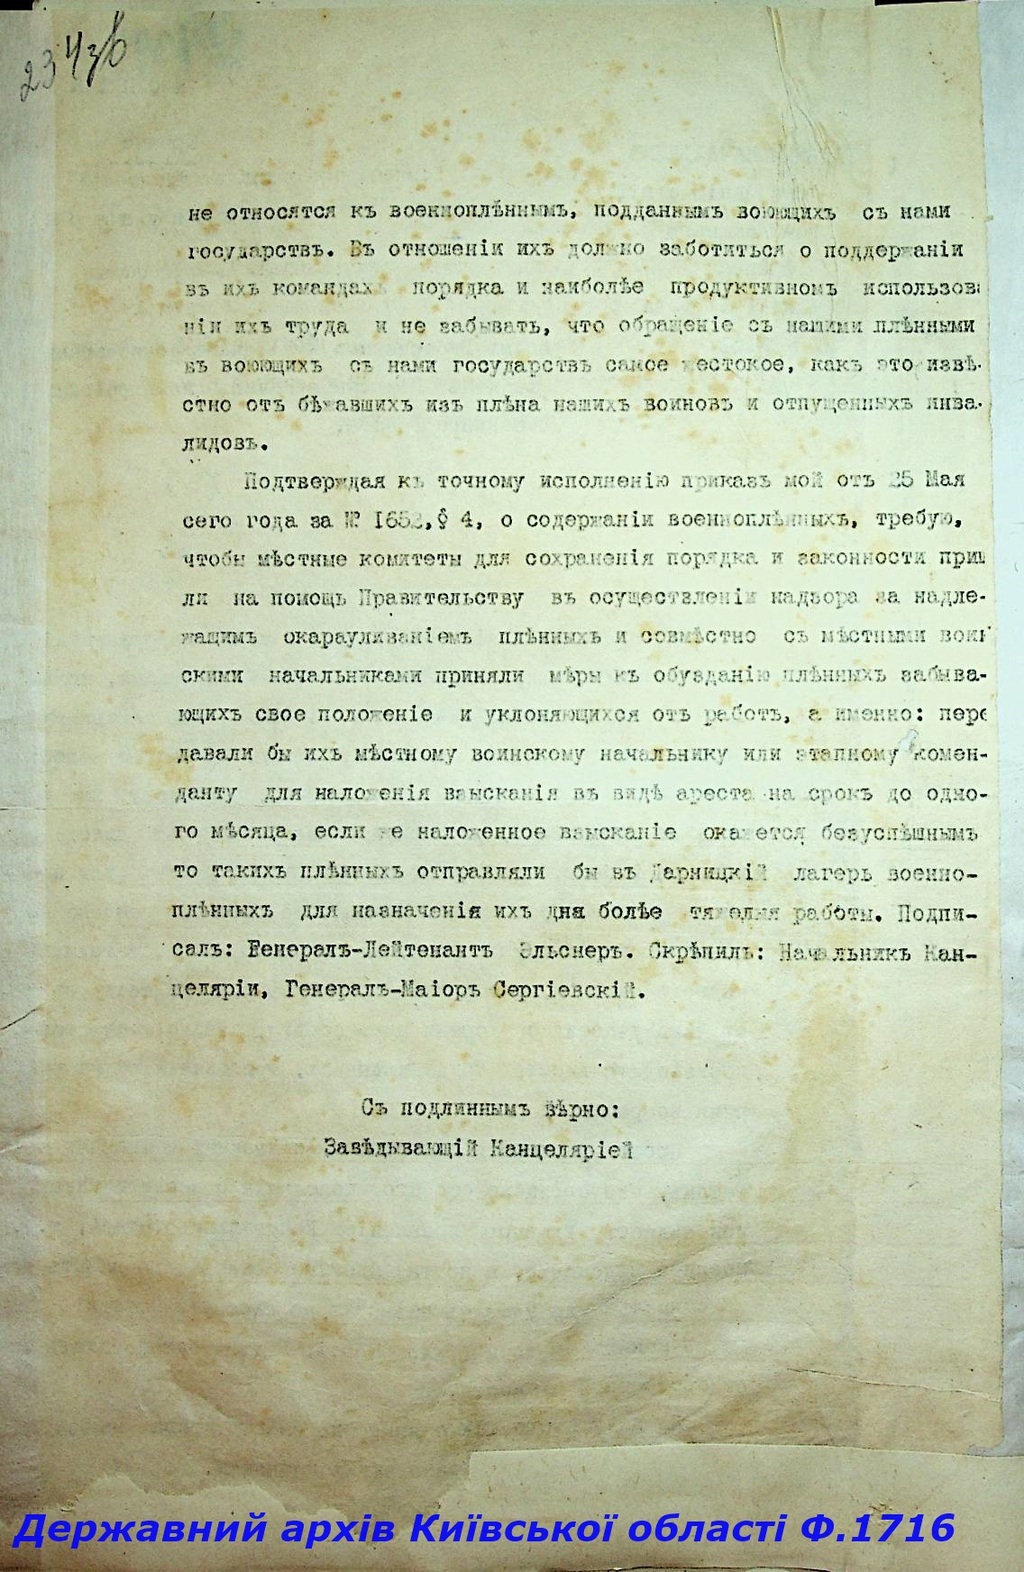 23 43б
не относятся къ военноплѣннымъ, подданнымъ воюющихъ съ нами
государствъ. Въ отношеніи ихъ должно заботиться о поддержаніи
въ ихъ командахъ порядка и наиболѣе продуктивномъ использова
ніи ихъ труда и не забывать, что обращеніе съ нашими плѣнными
въ воюющихъ съ нами государствъ самое жестокое, какъ это извѣ-
стно отъ бѣжавшихъ изъ плѣна нашихъ воиновъ и отпущенныхъ инва-
лидовъ.
Подтверждая къ точному исполненію приказъ мой отъ 25 Мая
сего года за № 1652,§ 4, о содержаніи военноплѣнныхъ, требую,
чтобы мѣстные комитеты для сохраненія порядка и законности приш
ли на помощь Правительству въ осуществленіи надзора за надле-
жащимъ окарауливаніемъ плѣнныхъ и совмѣстно съ мѣстными воин
скими начальниками приняли мѣры къ обузданію плѣнныхъ забыва-
ющихъ свое положеніе и уклоняющихся отъ работъ, а именно: пере
давали бы ихъ мѣстному воинскому начальнику или этапному комен-
данту для наложенія взысканія въ видѣ ареста на срокъ до одно-
го мѣсяца, если же наложенное взысканіе окажется безуспѣшнымъ
то такихъ плѣнныхъ отправляли бы въ Дарницкій лагерь военно-
плѣнныхъ для назначенія ихъ дня болѣе тяжелыя работы. Подпи-
салъ: Генералъ-Лейтенантъ Эльснеръ. Скрѣпилъ: Начальникъ Кан-
целяріи, Генералъ-Маіоръ Сергіевскій.
Съ подлиннымъ вѣрно:
Завѣдывающій Канцеляріей
Державний архів Київської області Ф.1716